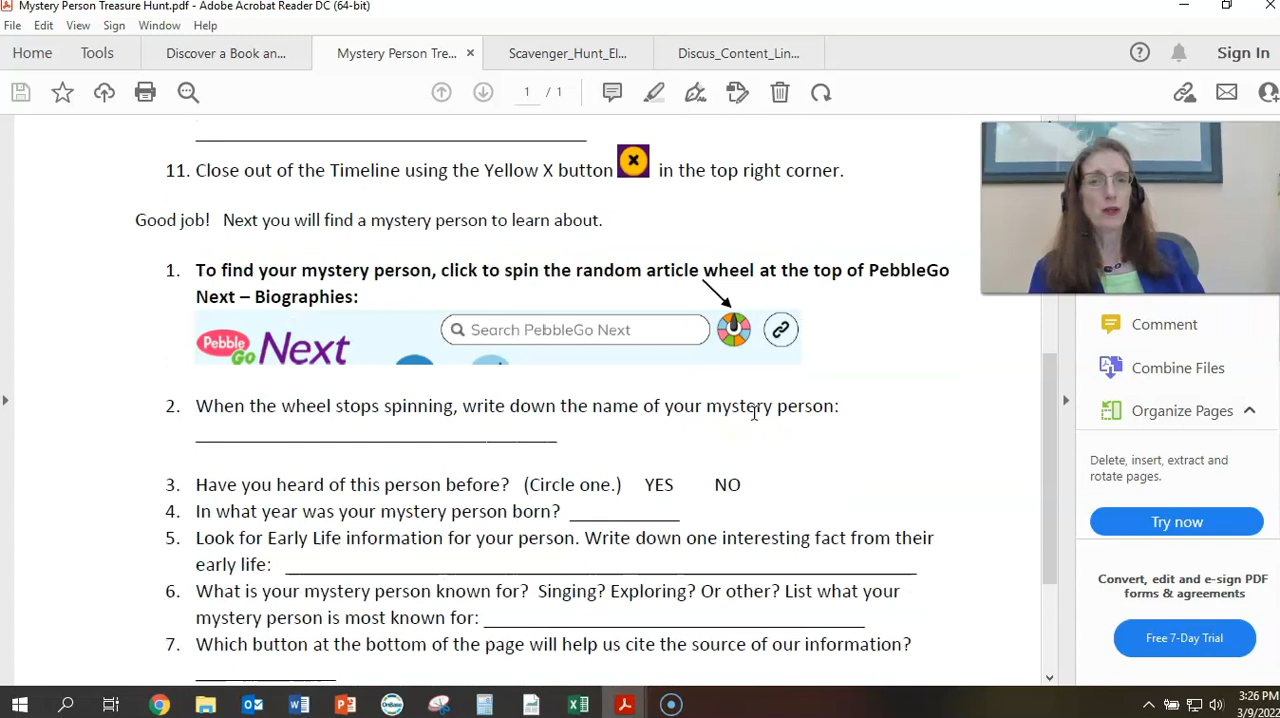 Mystery Person Treasure Hunt.pdf - Adobe Acrobat Reader DC (64-bit)
File Edit View Sign Window Help
Home Tools Discover a Book an... Mystery Person Tre... × Scavenger_Hunt_El... Discus_Content_Lin... Sign In
1 / 1
11. Close out of the Timeline using the Yellow X button X in the top right corner.
Good job! Next you will find a mystery person to learn about.
1. To find your mystery person, click to spin the random article wheel at the top of PebbleGo
Next – Biographies:
Pebble Go Next Search PebbleGo Next
2. When the wheel stops spinning, write down the name of your mystery person:
3. Have you heard of this person before? (Circle one.) YES NO
4. In what year was your mystery person born?
5. Look for Early Life information for your person. Write down one interesting fact from their
early life:
6. What is your mystery person known for? Singing? Exploring? Or other? List what your
mystery person is most known for:
7. Which button at the bottom of the page will help us cite the source of our information?
Comment
Combine Files
Organize Pages
Delete, insert, extract and
rotate pages.
Try now
Convert, edit and e-sign PDF
forms & agreements
Free 7-Day Trial
3:26 PM
3/9/2022